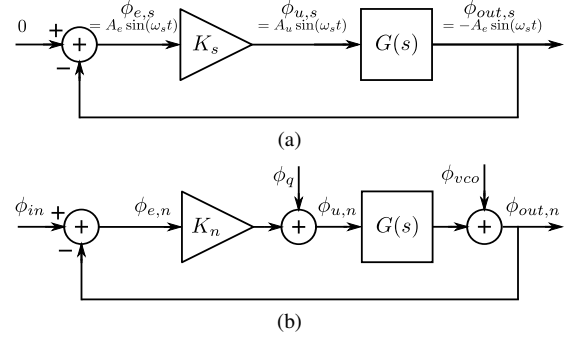 0
+
−
+
ϕ_{e,s}
= A_e sin(ω_s t)
K_s
ϕ_{u,s}
= A_u sin(ω_s t)
G(s)
ϕ_{out,s}
= −A_e sin(ω_s t)
(a)
ϕ_{in}
+
−
+
ϕ_{e,n}
K_n
ϕ_q
+
ϕ_{u,n}
G(s)
ϕ_{vco}
+
ϕ_{out,n}
(b)